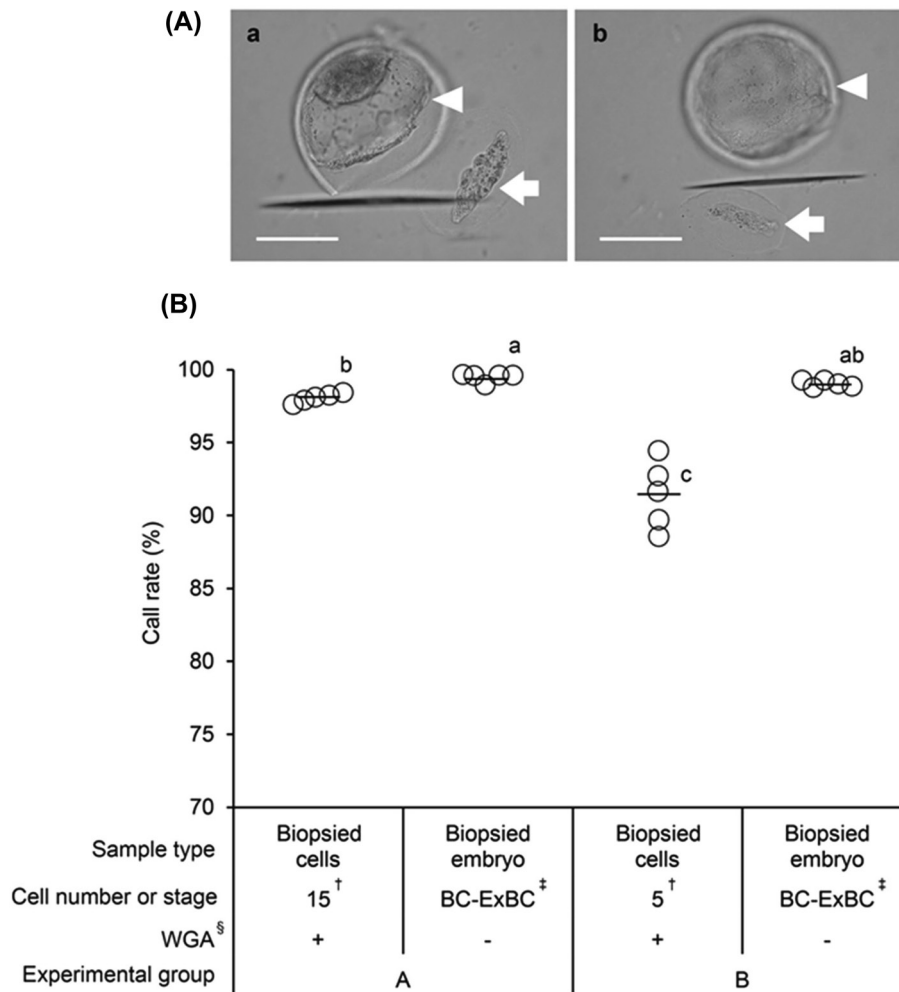 (A)
a
b
(B)
Call rate (%)
100
95
90
85
80
75
70
b
a
c
ab
Sample type
Biopsied cells
Biopsied embryo
Biopsied cells
Biopsied embryo
Cell number or stage
15†
BC-ExBC‡
5†
BC-ExBC‡
WGA§
+
-
+
-
Experimental group
A
B